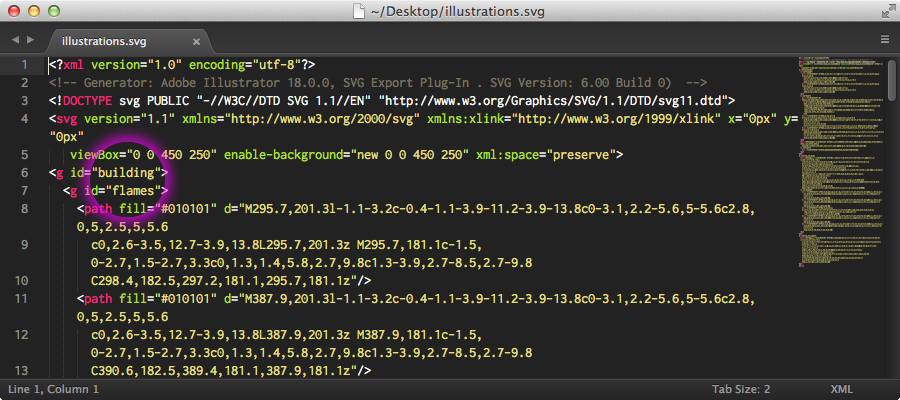 ~/Desktop/illustrations.svg
illustrations.svg
1 <?xml version="1.0" encoding="utf-8"?>
2 <!-- Generator: Adobe Illustrator 18.0.0, SVG Export Plug-In . SVG Version: 6.00 Build 0)  -->
3 <!DOCTYPE svg PUBLIC "-//W3C//DTD SVG 1.1//EN" "http://www.w3.org/Graphics/SVG/1.1/DTD/svg11.dtd">
4 <svg version="1.1" xmlns="http://www.w3.org/2000/svg" xmlns:xlink="http://www.w3.org/1999/xlink" x="0px" y=
"0px"
5 viewBox="0 0 450 250" enable-background="new 0 0 450 250" xml:space="preserve">
6 <g id="building">
7 <g id="flames">
8 <path fill="#010101" d="M295.7,201.3l-1.1-3.2c-0.4-1.1-3.9-11.2-3.9-13.8c0-3.1,2.2-5.6,5-5.6c2.8,
0,5,2.5,5,5.6
9 c0,2.6-3.5,12.7-3.9,13.8L295.7,201.3z M295.7,181.1c-1.5,
0-2.7,1.5-2.7,3.3c0,1.3,1.4,5.8,2.7,9.8c1.3-3.9,2.7-8.5,2.7-9.8
10 C298.4,182.5,297.2,181.1,295.7,181.1z"/>
11 <path fill="#010101" d="M387.9,201.3l-1.1-3.2c-0.4-1.1-3.9-11.2-3.9-13.8c0-3.1,2.2-5.6,5-5.6c2.8,
0,5,2.5,5,5.6
12 c0,2.6-3.5,12.7-3.9,13.8L387.9,201.3z M387.9,181.1c-1.5,
0-2.7,1.5-2.7,3.3c0,1.3,1.4,5.8,2.7,9.8c1.3-3.9,2.7-8.5,2.7-9.8
13 C390.6,182.5,389.4,181.1,387.9,181.1z"/>
Line 1, Column 1
Tab Size: 2
XML